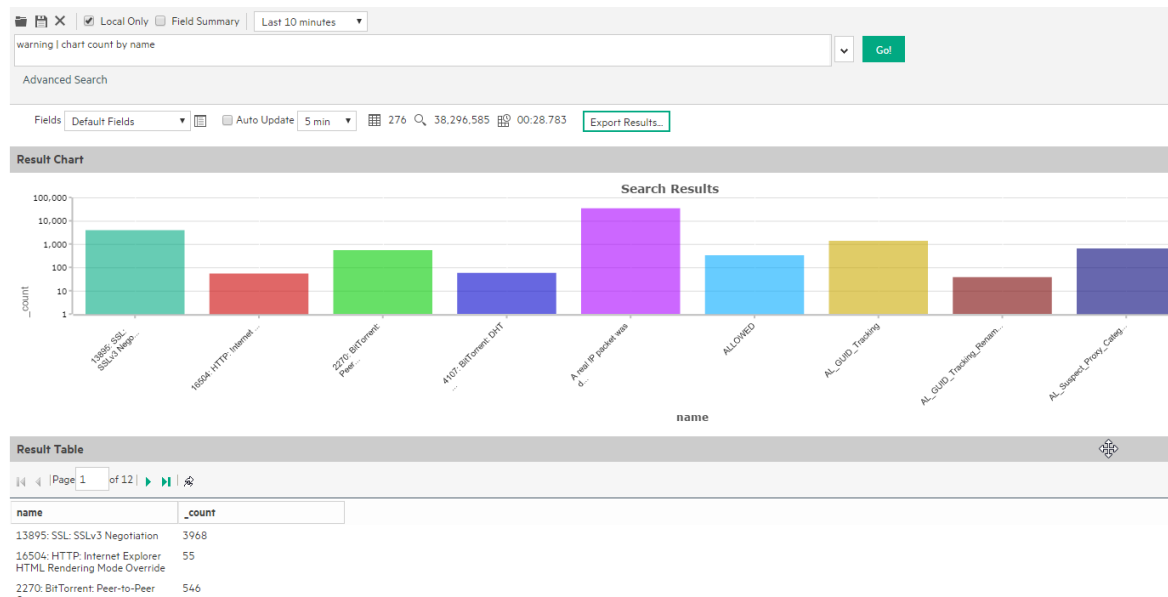 Local Only Field Summary Last 10 minutes
warning | chart count by name
Go!
Advanced Search
Fields Default Fields Auto Update 5 min 276 38,296,585 00:28.783 Export Results...
Result Chart
Search Results
100,000
10,000
1,000
100
10
1
_count
13895: SSL:
SSLv3 Nego...
16504: HTTP: Internet ...
2270: BitTorrent:
Peer...
4107: BitTorrent: DHT
...
A real IP packet was
d...
ALLOWED
AL_GUID_Tracking
AL_GUID_Tracking_Renam...
AL_Suspect_Proxy_Categ...
name
Result Table
Page 1 of 12
name _count
13895: SSL: SSLv3 Negotiation 3968
16504: HTTP: Internet Explorer 55
HTML Rendering Mode Override
2270: BitTorrent: Peer-to-Peer 546